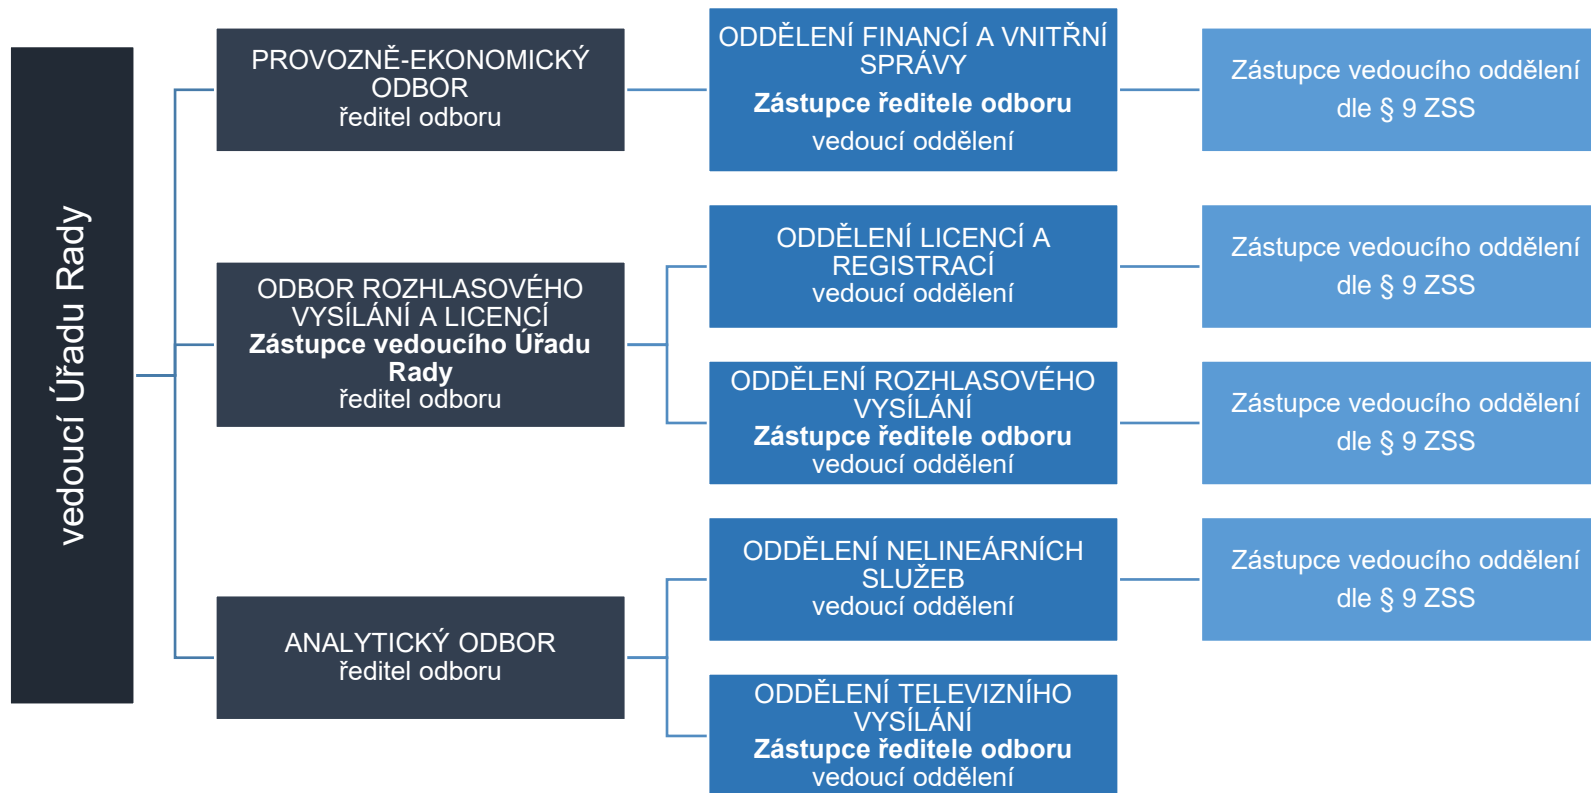 vedoucí Úřadu Rady
PROVOZNĚ-EKONOMICKÝ
ODBOR
ředitel odboru
ODDĚLENÍ FINANCÍ A VNITŘNÍ
SPRÁVY
Zástupce ředitele odboru
vedoucí oddělení
Zástupce vedoucího oddělení
dle § 9 ZSS
ODBOR ROZHLASOVÉHO
VYSÍLÁNÍ A LICENCÍ
Zástupce vedoucího Úřadu
Rady
ředitel odboru
ODDĚLENÍ LICENCÍ A
REGISTRACÍ
vedoucí oddělení
Zástupce vedoucího oddělení
dle § 9 ZSS
ODDĚLENÍ ROZHLASOVÉHO
VYSÍLÁNÍ
Zástupce ředitele odboru
vedoucí oddělení
Zástupce vedoucího oddělení
dle § 9 ZSS
ANALYTICKÝ ODBOR
ředitel odboru
ODDĚLENÍ NELINEÁRNÍCH
SLUŽEB
vedoucí oddělení
Zástupce vedoucího oddělení
dle § 9 ZSS
ODDĚLENÍ TELEVIZNÍHO
VYSÍLÁNÍ
Zástupce ředitele odboru
vedoucí oddělení